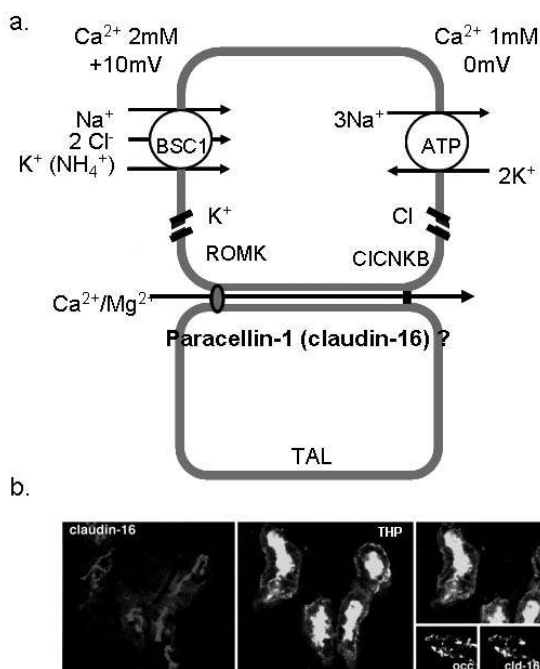 a.
Ca²⁺ 2mM
+10mV
Ca²⁺ 1mM
0mV
Na⁺
2 Cl⁻
K⁺ (NH₄⁺)
BSC1
3Na⁺
ATP
2K⁺
K⁺
Cl
ROMK
ClCNKB
Ca²⁺/Mg²⁺
Paracellin-1 (claudin-16) ?
TAL
b.
claudin-16
THP
occ
cld-16